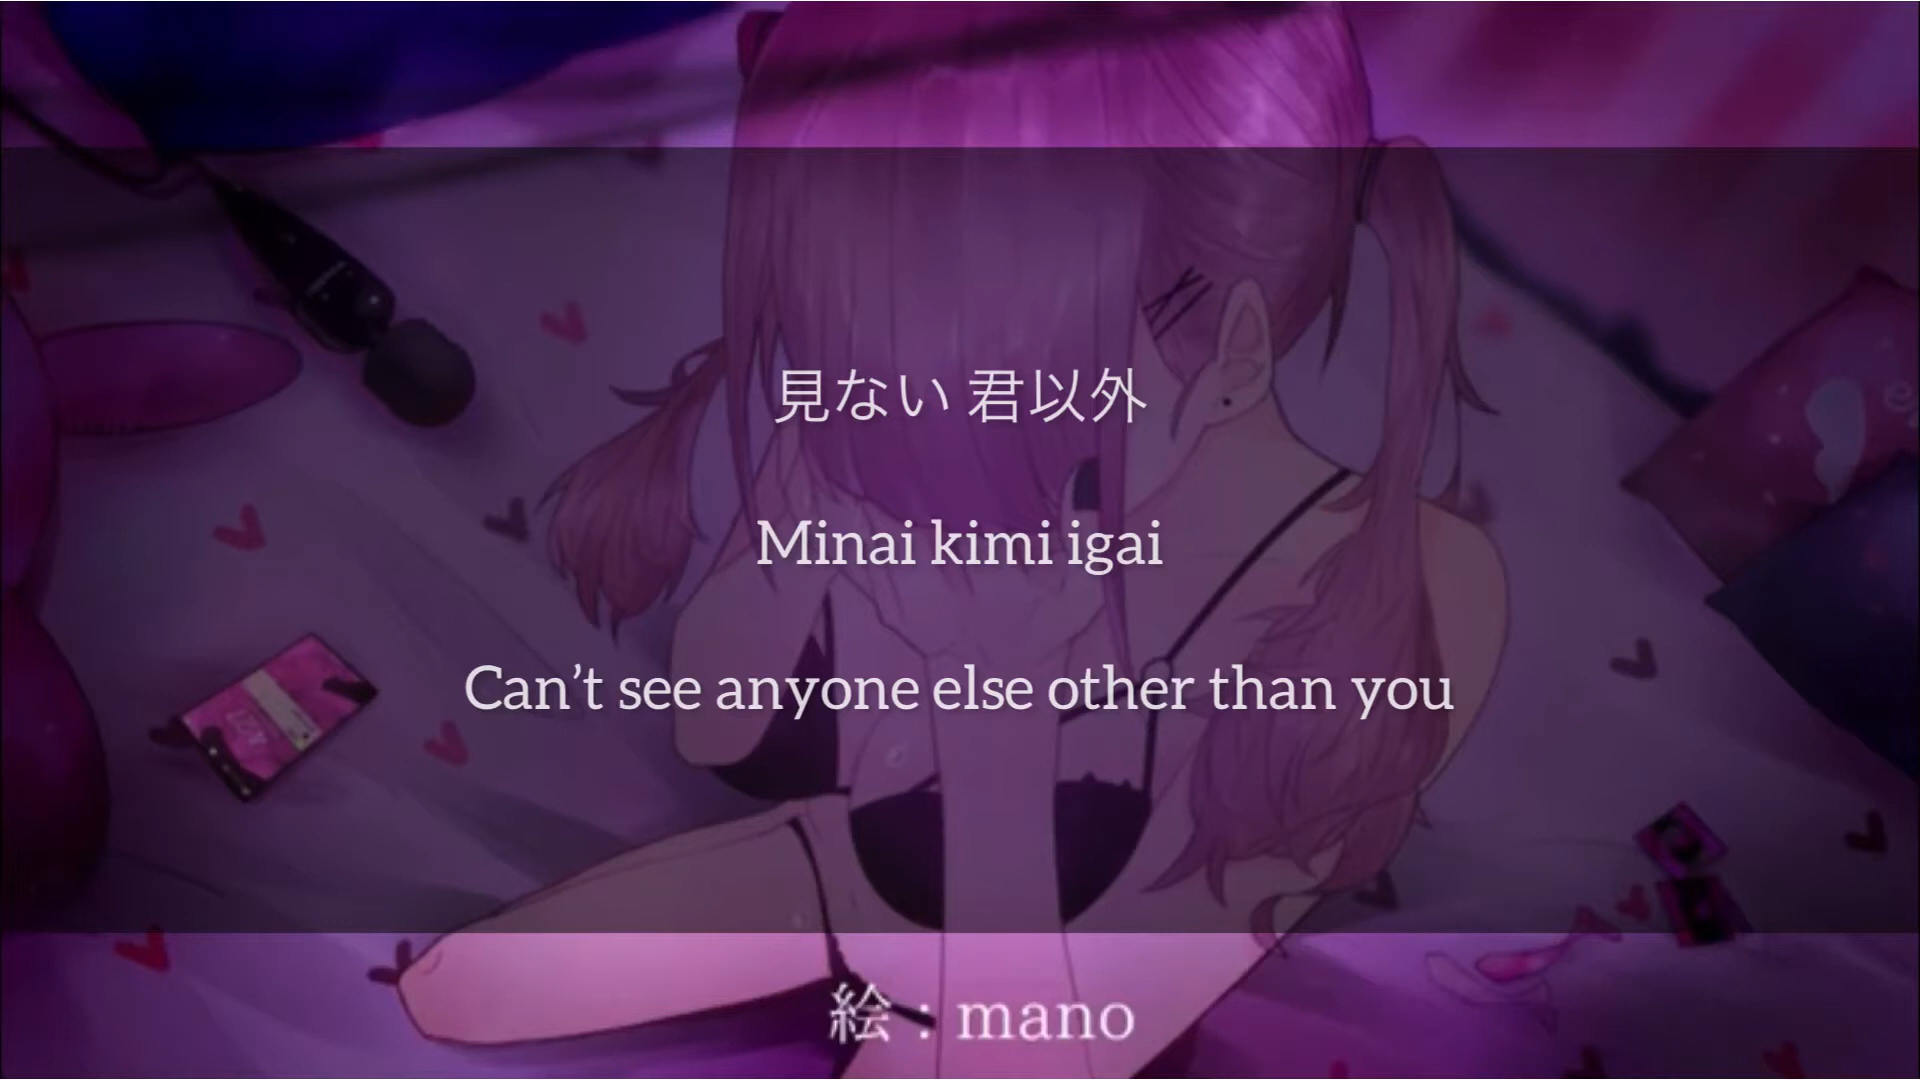 見ない 君以外
Minai kimi igai
Can’t see anyone else other than you
絵 : mano